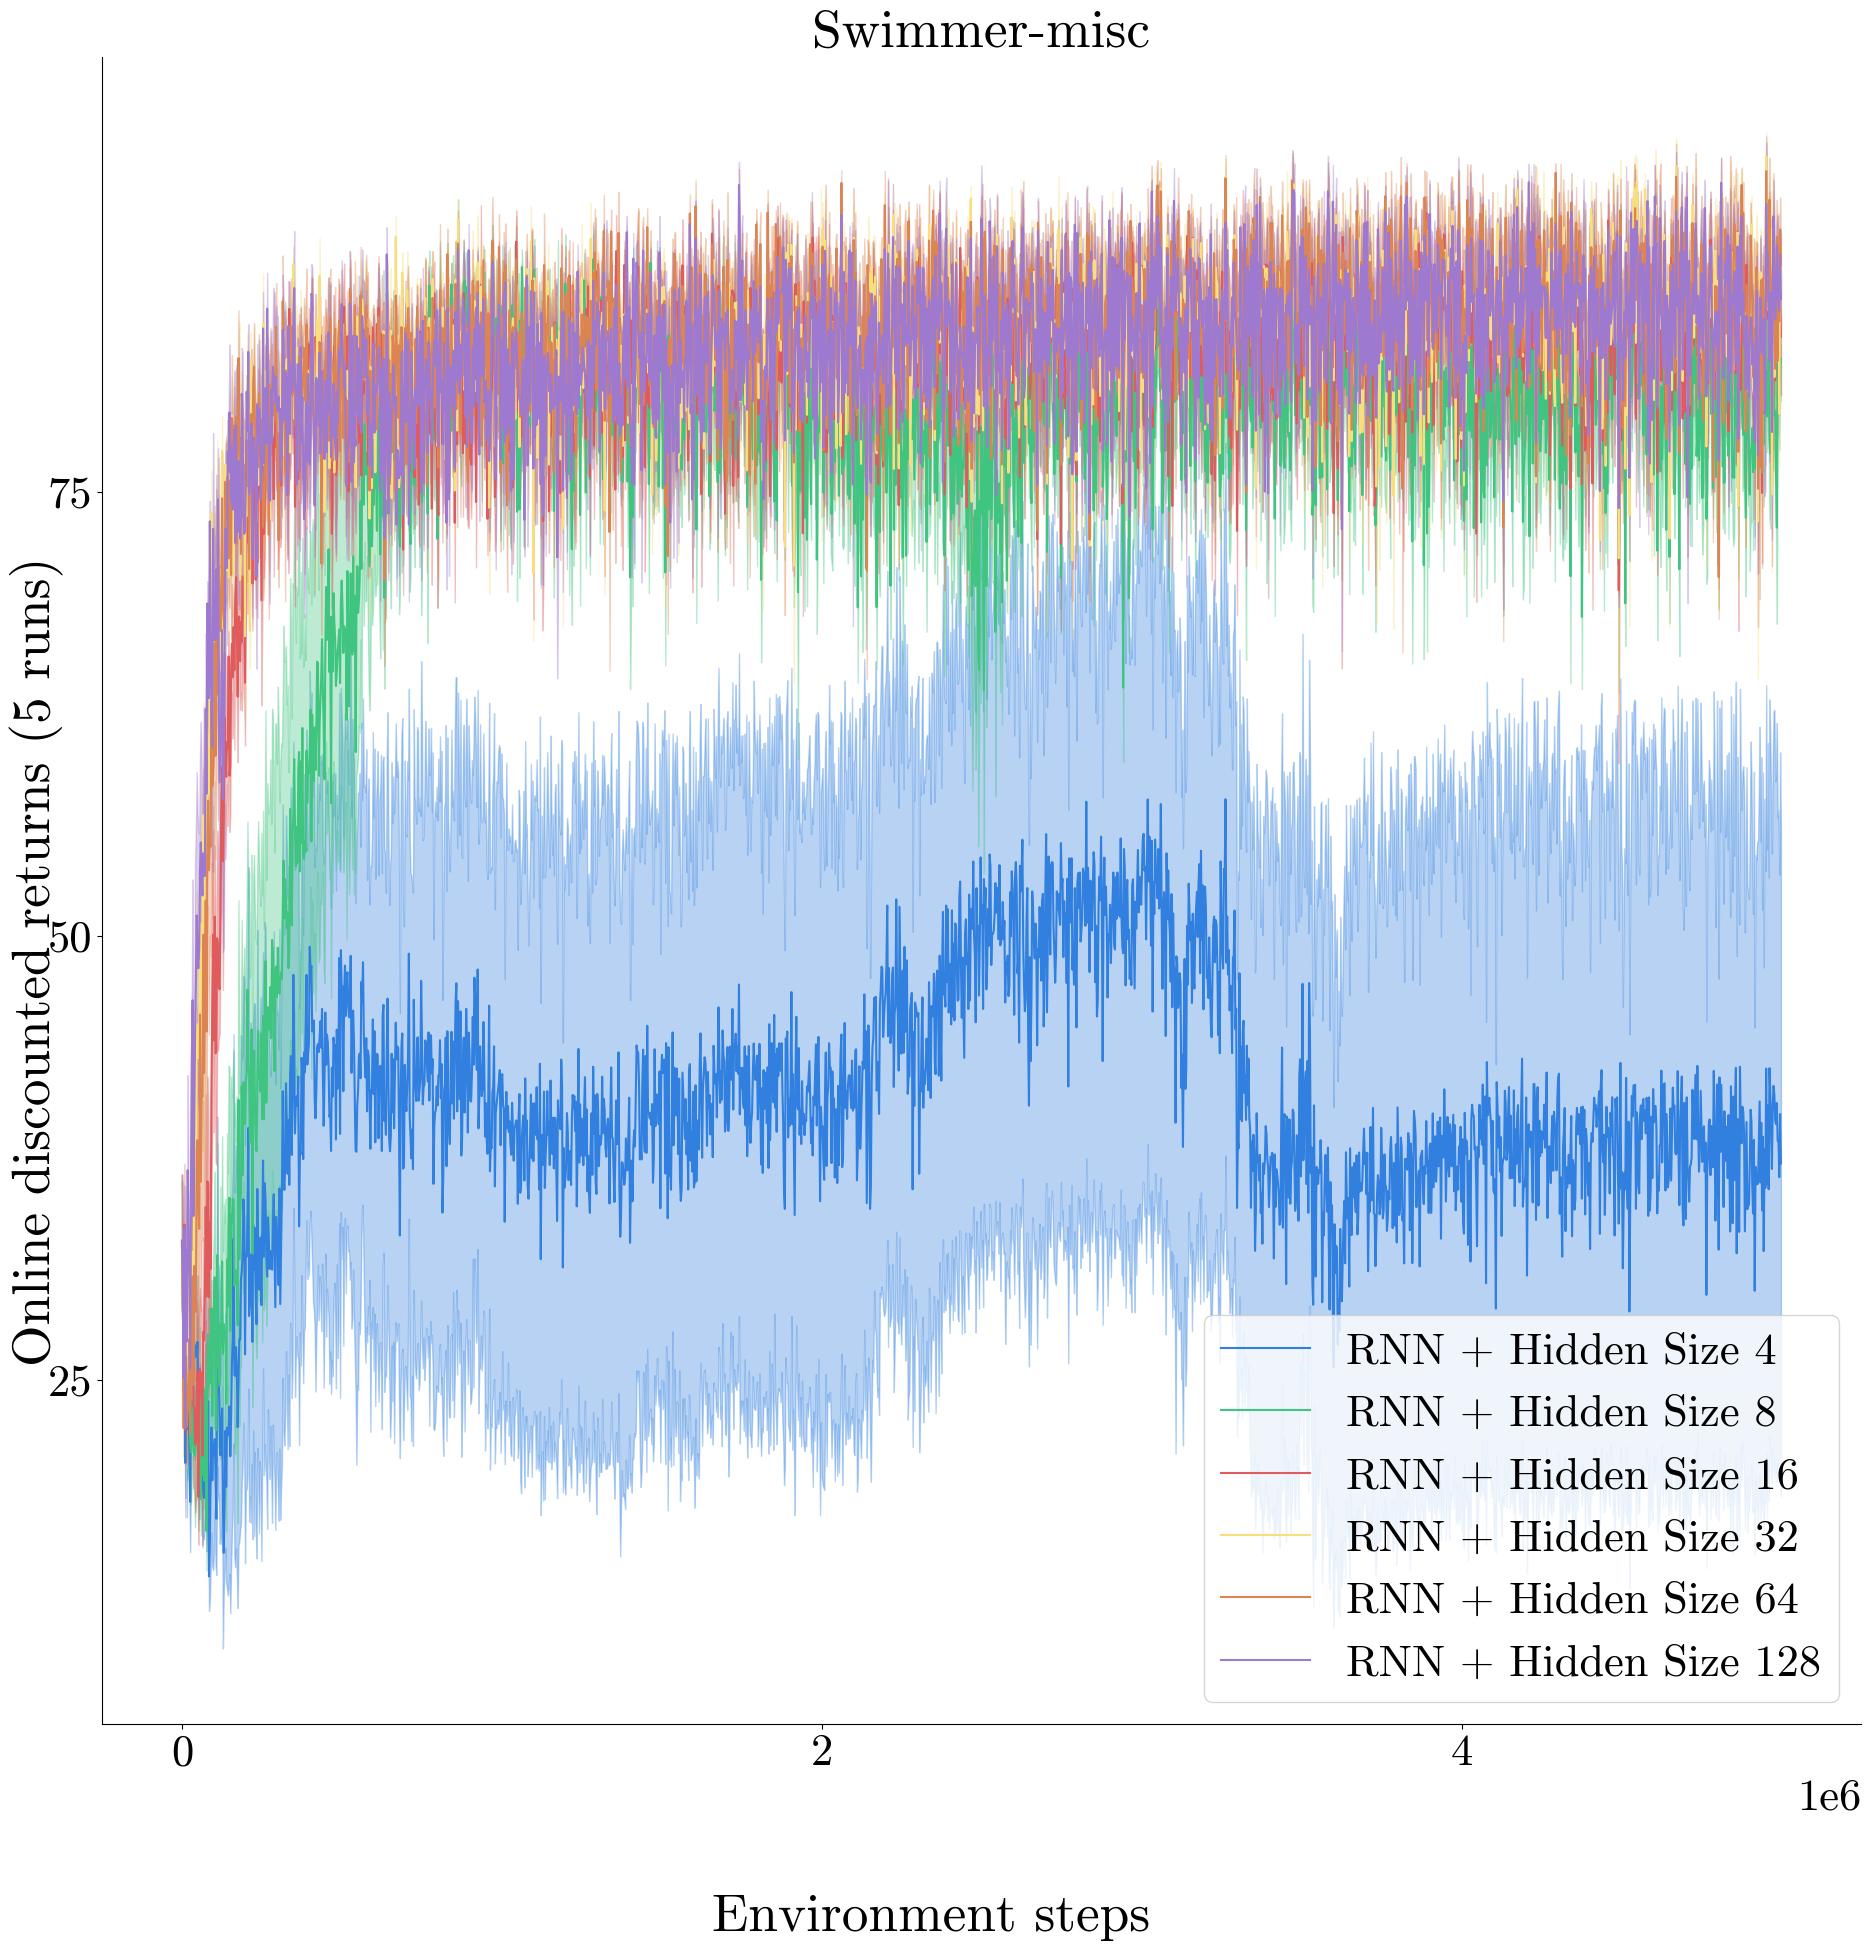 Swimmer-misc
Online discounted returns (5 runs)
75
50
25
RNN + Hidden Size 4
RNN + Hidden Size 8
RNN + Hidden Size 16
RNN + Hidden Size 32
RNN + Hidden Size 64
RNN + Hidden Size 128
0 2 4
1e6
Environment steps